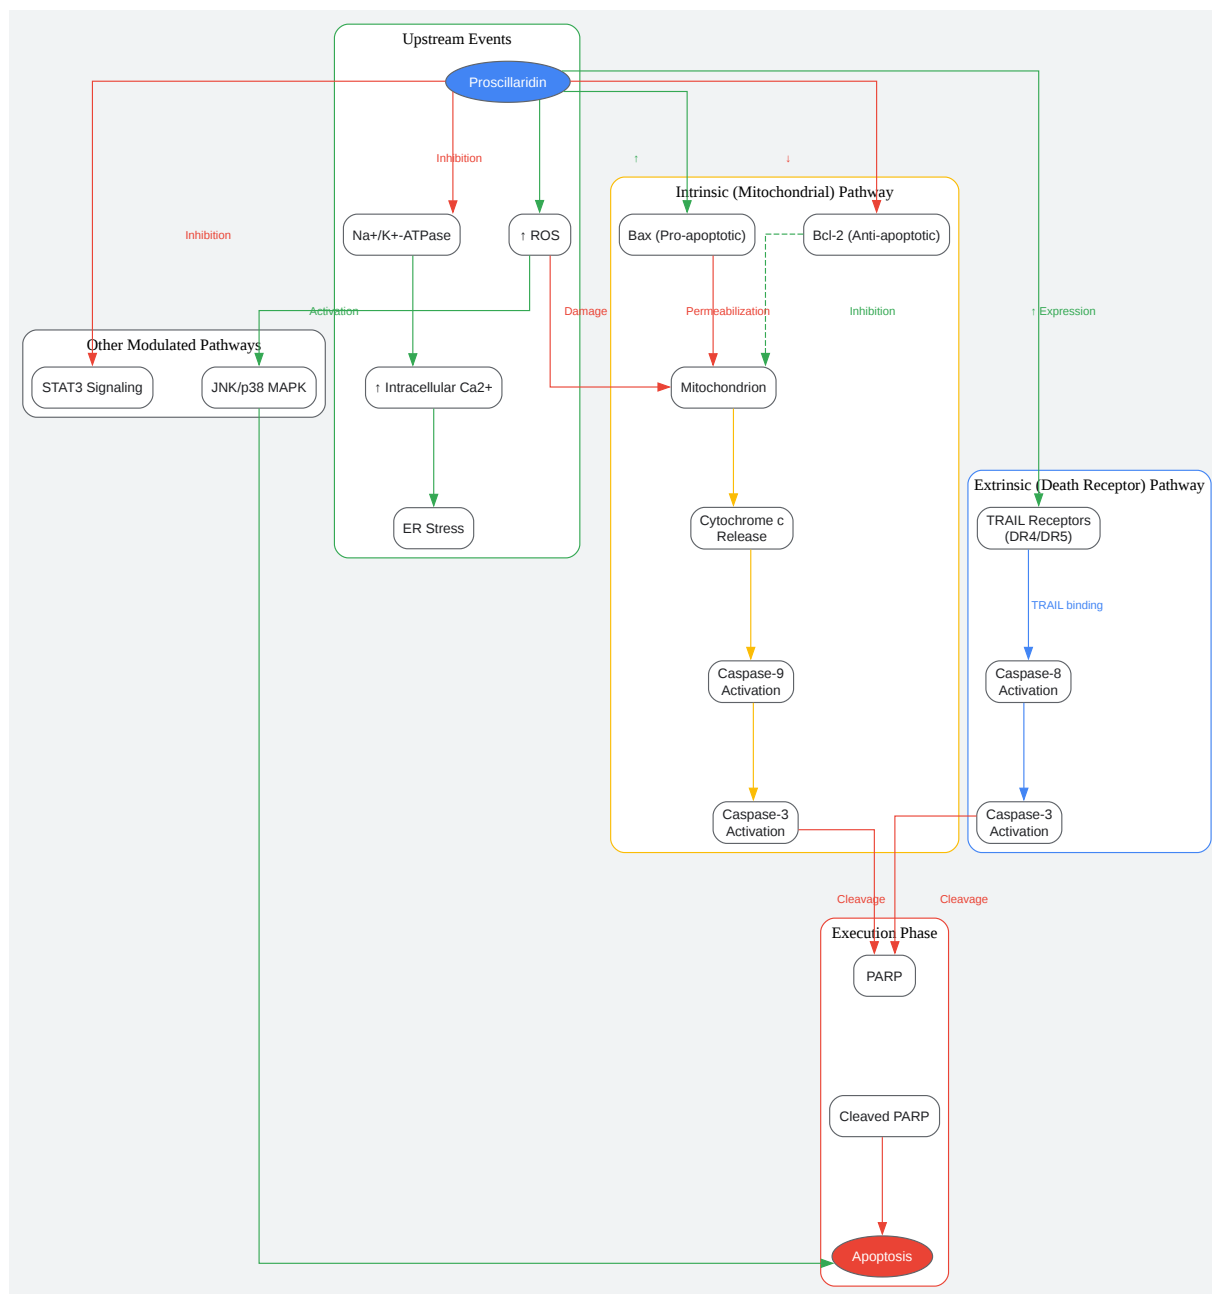 Upstream Events
Proscillaridin
Inhibition
↑
↓
Intrinsic (Mitochondrial) Pathway
Inhibition
Na+/K+-ATPase
↑ ROS
Bax (Pro-apoptotic)
Bcl-2 (Anti-apoptotic)
Activation
Damage
Permeabilization
Inhibition
↑ Expression
Other Modulated Pathways
STAT3 Signaling
JNK/p38 MAPK
↑ Intracellular Ca2+
Mitochondrion
Extrinsic (Death Receptor) Pathway
ER Stress
Cytochrome c
Release
TRAIL Receptors
(DR4/DR5)
TRAIL binding
Caspase-9
Activation
Caspase-8
Activation
Caspase-3
Activation
Caspase-3
Activation
Cleavage
Cleavage
Execution Phase
PARP
Cleaved PARP
Apoptosis